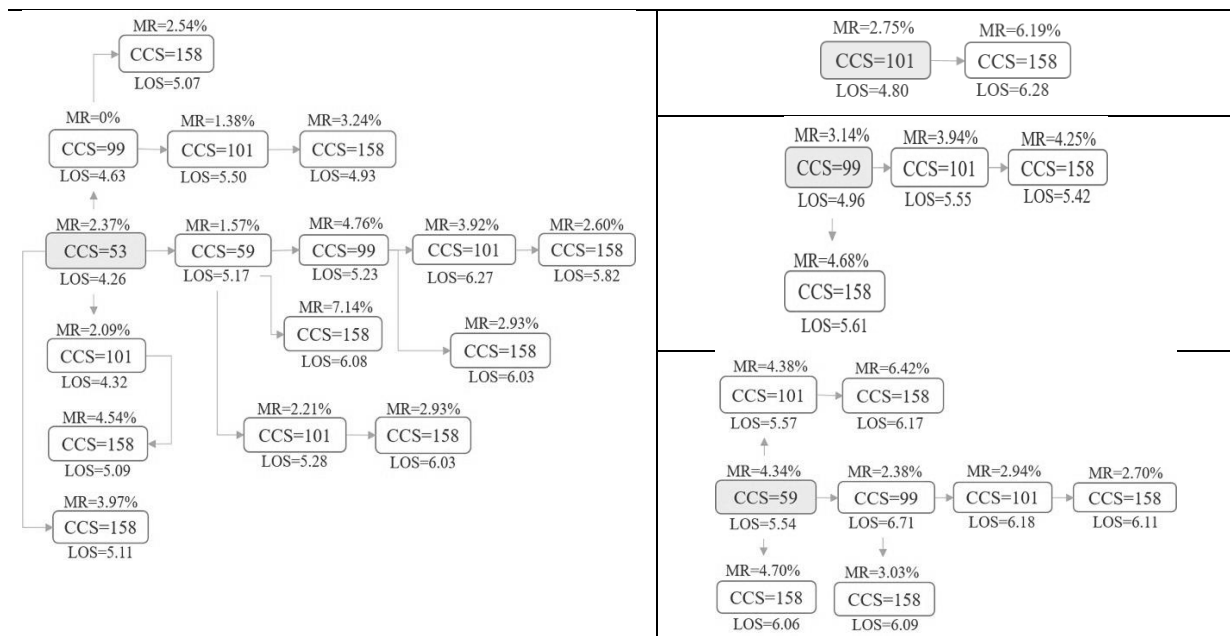 MR=2.54%
CCS=158
LOS=5.07
MR=0%
CCS=99
LOS=4.63
MR=1.38%
CCS=101
LOS=5.50
MR=3.24%
CCS=158
LOS=4.93
MR=2.37%
CCS=53
LOS=4.26
MR=1.57%
CCS=59
LOS=5.17
MR=4.76%
CCS=99
LOS=5.23
MR=3.92%
CCS=101
LOS=6.27
MR=2.60%
CCS=158
LOS=5.82
MR=7.14%
CCS=158
LOS=6.08
MR=2.93%
CCS=158
LOS=6.03
MR=2.09%
CCS=101
LOS=4.32
MR=4.54%
CCS=158
LOS=5.09
MR=2.21%
CCS=101
LOS=5.28
MR=2.93%
CCS=158
LOS=6.03
MR=3.97%
CCS=158
LOS=5.11
MR=2.75%
CCS=101
LOS=4.80
MR=6.19%
CCS=158
LOS=6.28
MR=3.14%
CCS=99
LOS=4.96
MR=3.94%
CCS=101
LOS=5.55
MR=4.25%
CCS=158
LOS=5.42
MR=4.68%
CCS=158
LOS=5.61
MR=4.38%
CCS=101
LOS=5.57
MR=6.42%
CCS=158
LOS=6.17
MR=4.34%
CCS=59
LOS=5.54
MR=2.38%
CCS=99
LOS=6.71
MR=2.94%
CCS=101
LOS=6.18
MR=2.70%
CCS=158
LOS=6.11
MR=4.70%
CCS=158
LOS=6.06
MR=3.03%
CCS=158
LOS=6.09